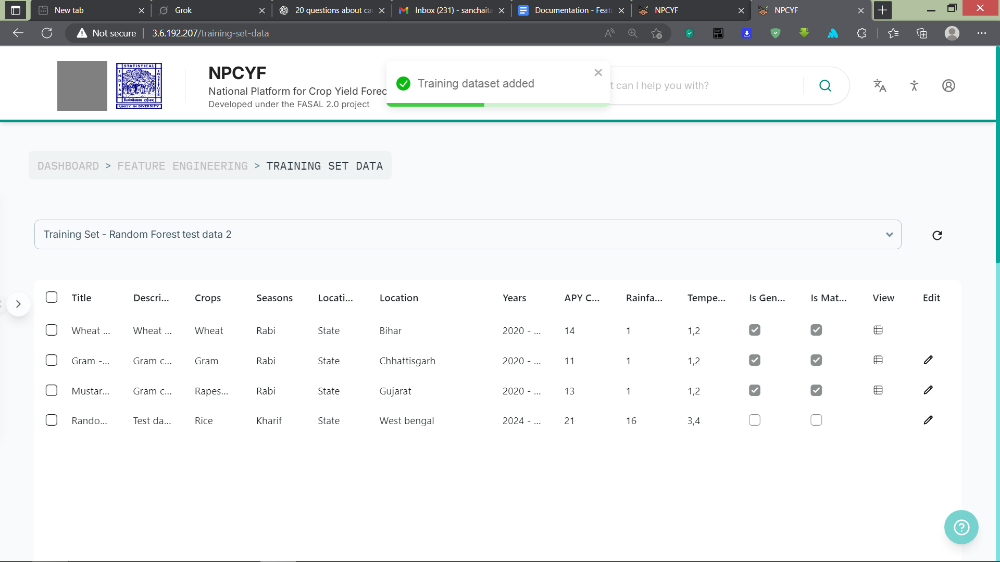 New tab
Grok
20 questions about ca
Inbox (231) - sanchaita
Documentation - Feat
NPCYF
NPCYF
Not secure
3.6.192.207/training-set-data
STATISTICAL
INDIAN
INSTITUTE
UNITY IN DIVERSITY
NPCYF
National Platform for Crop Yield Forec
Developed under the FASAL 2.0 project
Training dataset added
t can I help you with?
DASHBOARD > FEATURE ENGINEERING > TRAINING SET DATA
Training Set - Random Forest test data 2
Title Descri... Crops Seasons Locati... Location Years APY C... Rainfa... Tempe... Is Gen... Is Mat... View Edit
Wheat ... Wheat ... Wheat Rabi State Bihar 2020 - ... 14 1 1,2
Gram -... Gram c... Gram Rabi State Chhattisgarh 2020 - ... 11 1 1,2
Mustar... Gram c... Rapes... Rabi State Gujarat 2020 - ... 13 1 1,2
Rando... Test da... Rice Kharif State West bengal 2024 - ... 21 16 3,4